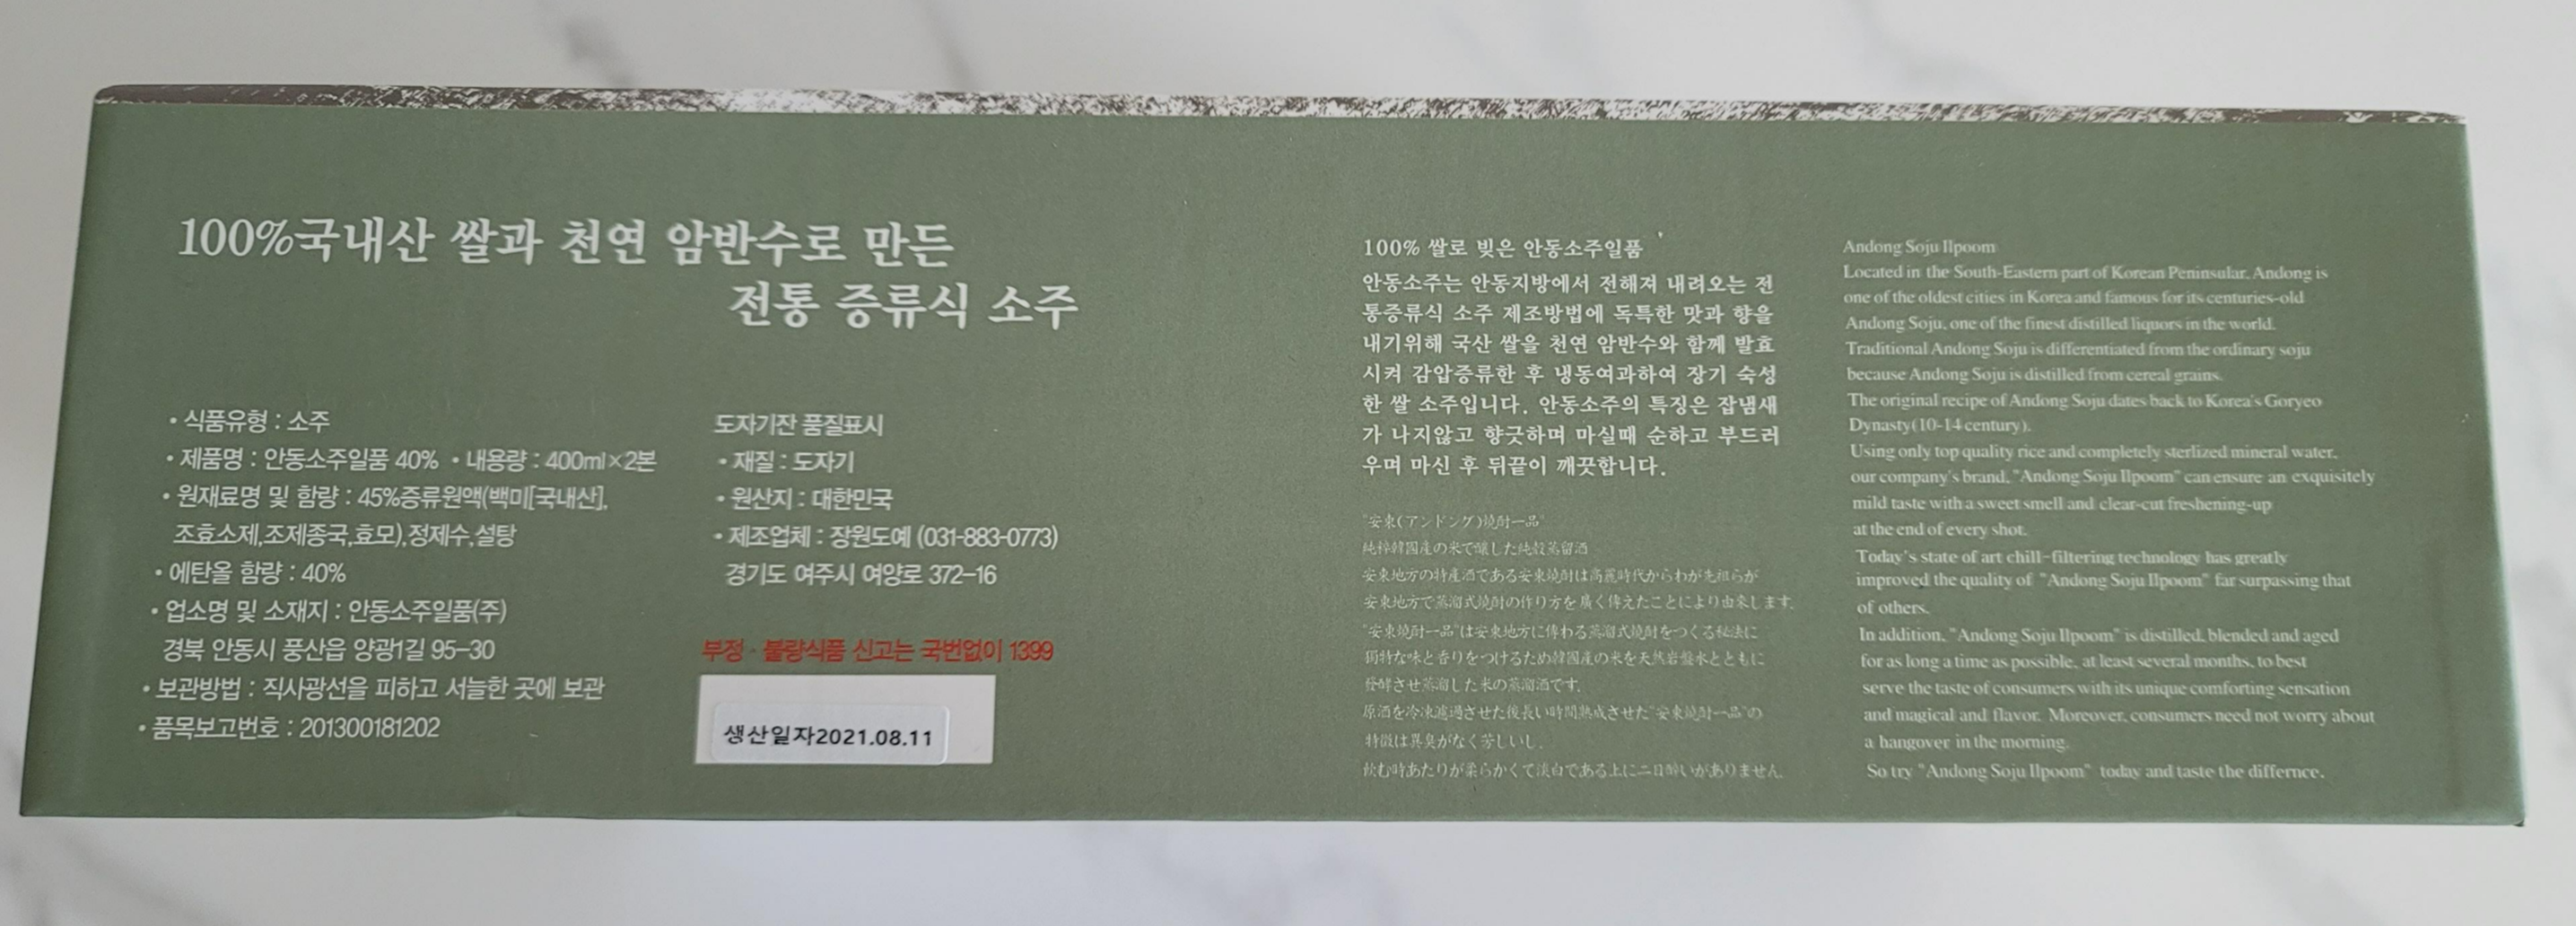 100%국내산 쌀과 천연 암반수로 만든
전통 증류식 소주
• 식품유형 : 소주
• 제품명 : 안동소주일품 40% • 내용량 : 400ml×2본
• 원재료명 및 함량 : 45%증류원액(백미[국내산],
조효소제,조제종국,효모),정제수,설탕
• 에탄올 함량 : 40%
• 업소명 및 소재지 : 안동소주일품(주)
경북 안동시 풍산읍 양광1길 95-30
• 보관방법 : 직사광선을 피하고 서늘한 곳에 보관
• 품목보고번호 : 201300181202
도자기잔 품질표시
• 재질 : 도자기
• 원산지 : 대한민국
• 제조업체 : 장원도예 (031-883-0773)
경기도 여주시 여양로 372-16
부정 · 불량식품 신고는 국번없이 1399
생산일자2021.08.11
100% 쌀로 빚은 안동소주일품
안동소주는 안동지방에서 전해져 내려오는 전
통증류식 소주 제조방법에 독특한 맛과 향을
내기위해 국산 쌀을 천연 암반수와 함께 발효
시켜 감압증류한 후 냉동여과하여 장기 숙성
한 쌀 소주입니다. 안동소주의 특징은 잡냄새
가 나지않고 향긋하며 마실때 순하고 부드러
우며 마신 후 뒤끝이 깨끗합니다.
"安東(アンドング)焼酎一品"
純粋韓國産の米で醸した純穀蒸留酒
安東地方の特産酒である安東焼酎は高麗時代からわが先祖らが
安東地方で蒸溜式焼酎の作り方を廣く傳えたことにより由来します.
"安東焼酎一品"は安東地方に傳わる蒸溜式焼酎をつくる秘法に
獨特な味と香りをつけるため韓國産の米を天然岩盤水とともに
發酵させ蒸溜した米の蒸溜酒です.
原酒を冷凍濾過させた後長い時間熟成させた"安東焼酎一品"の
特徴は異臭がなく芳しいし,
飲む時あたりが柔らかくて淡白である上に二日酔いがありません.
Andong Soju Ilpoom
Located in the South-Eastern part of Korean Peninsular, Andong is
one of the oldest cities in Korea and famous for its centuries-old
Andong Soju, one of the finest distilled liquors in the world.
Traditional Andong Soju is differentiated from the ordinary soju
because Andong Soju is distilled from cereal grains.
The original recipe of Andong Soju dates back to Korea's Goryeo
Dynasty(10-14 century).
Using only top quality rice and completely sterlized mineral water,
our company's brand, "Andong Soju Ilpoom" can ensure an exquisitely
mild taste with a sweet smell and clear-cut freshening-up
at the end of every shot.
Today's state of art chill-filtering technology has greatly
improved the quality of "Andong Soju Ilpoom" far surpassing that
of others.
In addition, "Andong Soju Ilpoom" is distilled, blended and aged
for as long a time as possible, at least several months, to best
serve the taste of consumers with its unique comforting sensation
and magical and flavor. Moreover, consumers need not worry about
a hangover in the morning.
So try "Andong Soju Ilpoom" today and taste the differnce.